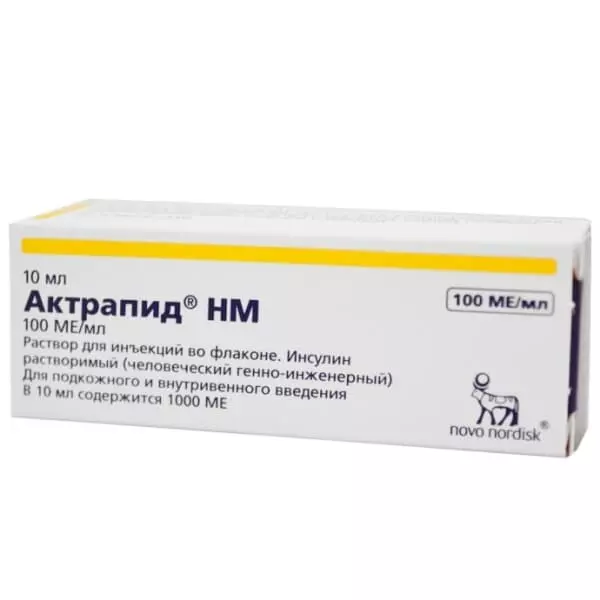 10 мл
Актрапид® НМ
100 МЕ/мл
100 МЕ/мл
Раствор для инъекций во флаконе. Инсулин
растворимый (человеческий генно-инженерный)
Для подкожного и внутривенного введения
В 10 мл содержится 1000 МЕ
novo nordisk®